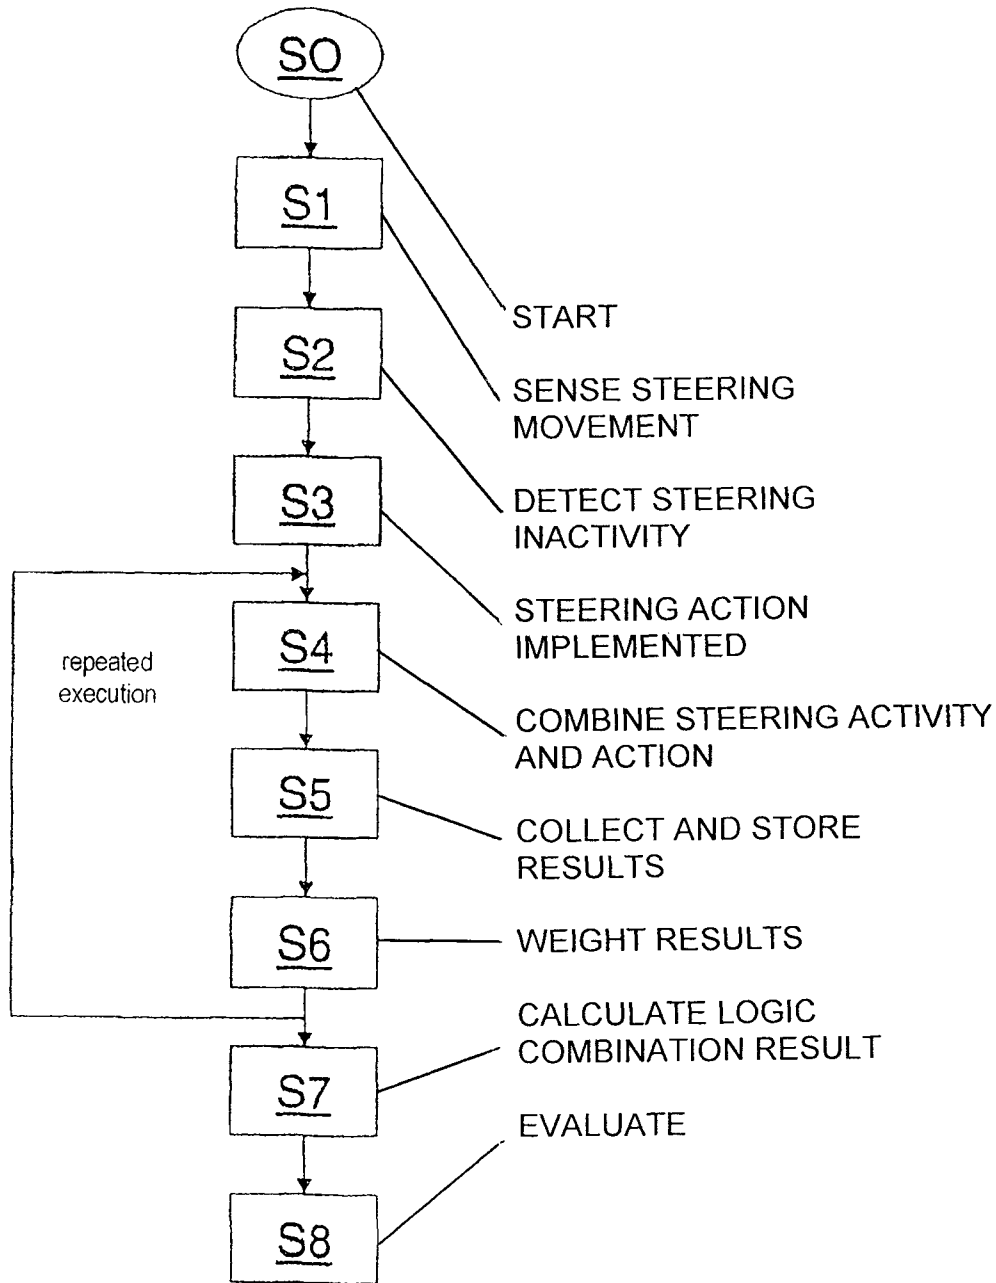 S0
S1
S2
S3
S4
S5
S6
S7
S8
repeated
execution
START
SENSE STEERING
MOVEMENT
DETECT STEERING
INACTIVITY
STEERING ACTION
IMPLEMENTED
COMBINE STEERING ACTIVITY
AND ACTION
COLLECT AND STORE
RESULTS
WEIGHT RESULTS
CALCULATE LOGIC
COMBINATION RESULT
EVALUATE